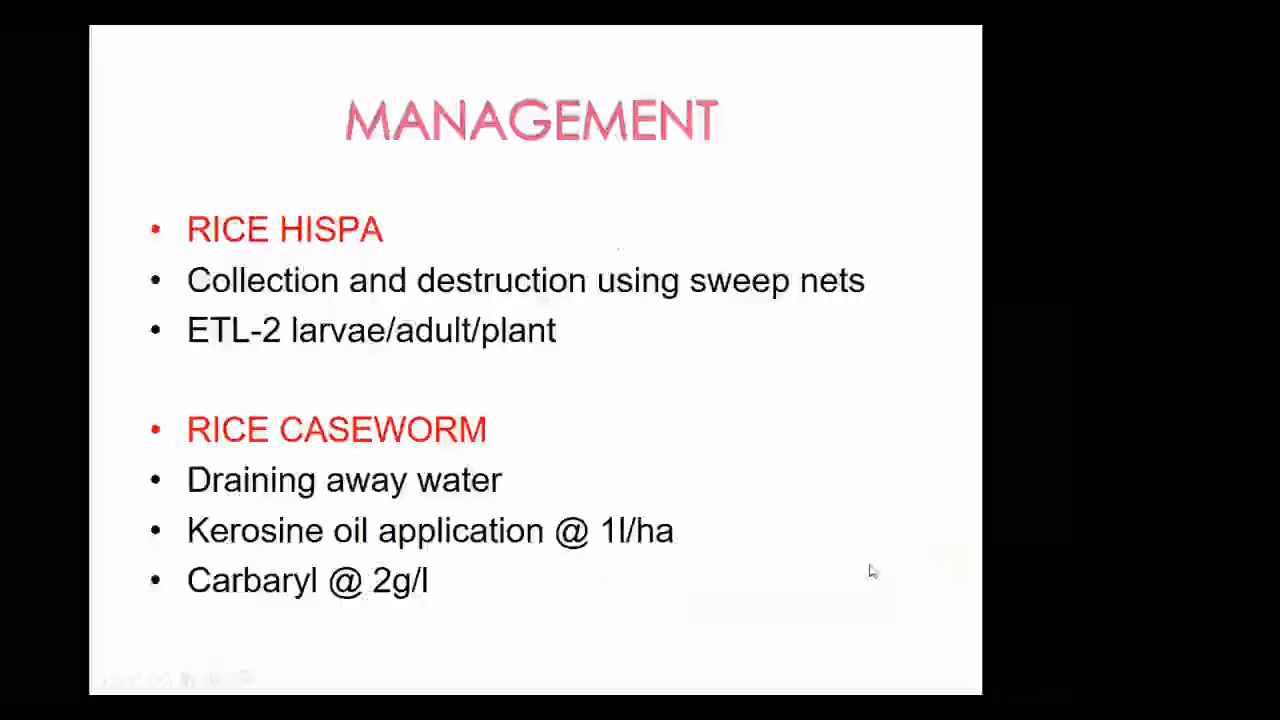 MANAGEMENT
• RICE HISPA
• Collection and destruction using sweep nets
• ETL-2 larvae/adult/plant
• RICE CASEWORM
• Draining away water
• Kerosine oil application @ 1l/ha
• Carbaryl @ 2g/l